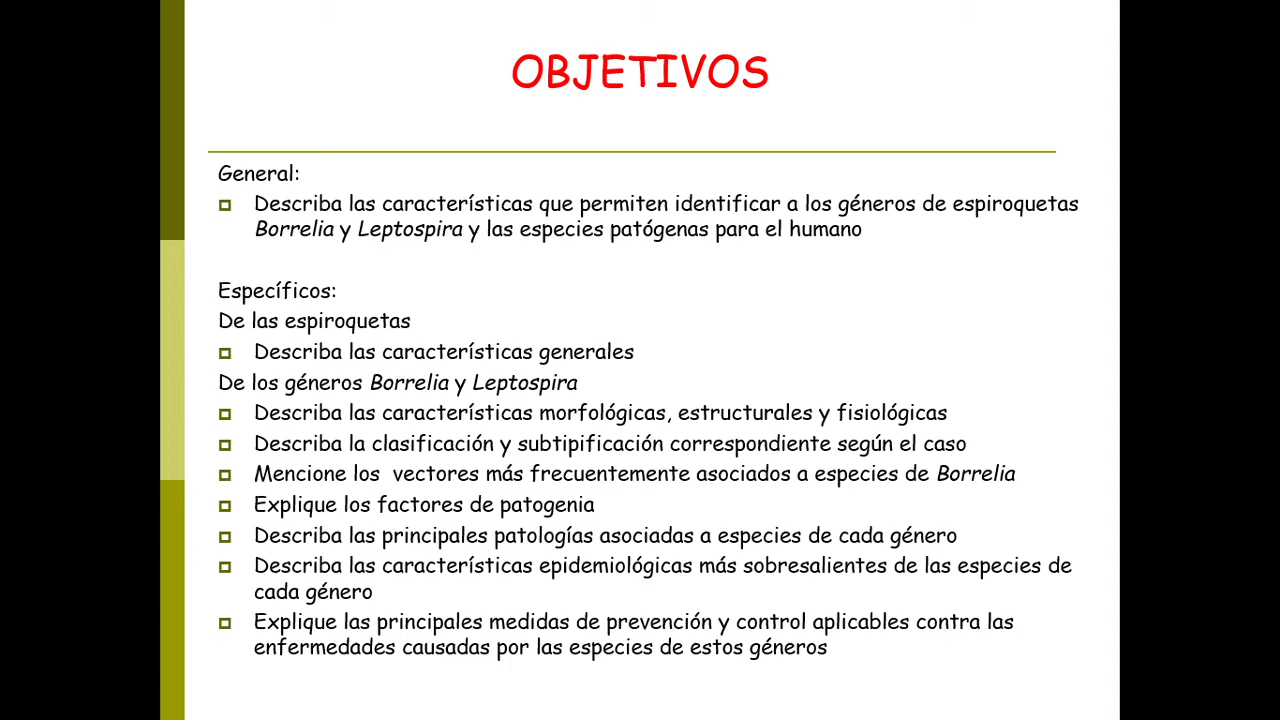 OBJETIVOS
General:
Describa las características que permiten identificar a los géneros de espiroquetas
Borrelia y Leptospira y las especies patógenas para el humano
Específicos:
De las espiroquetas
Describa las características generales
De los géneros Borrelia y Leptospira
Describa las características morfológicas, estructurales y fisiológicas
Describa la clasificación y subtipificación correspondiente según el caso
Mencione los  vectores más frecuentemente asociados a especies de Borrelia
Explique los factores de patogenia
Describa las principales patologías asociadas a especies de cada género
Describa las características epidemiológicas más sobresalientes de las especies de
cada género
Explique las principales medidas de prevención y control aplicables contra las
enfermedades causadas por las especies de estos géneros